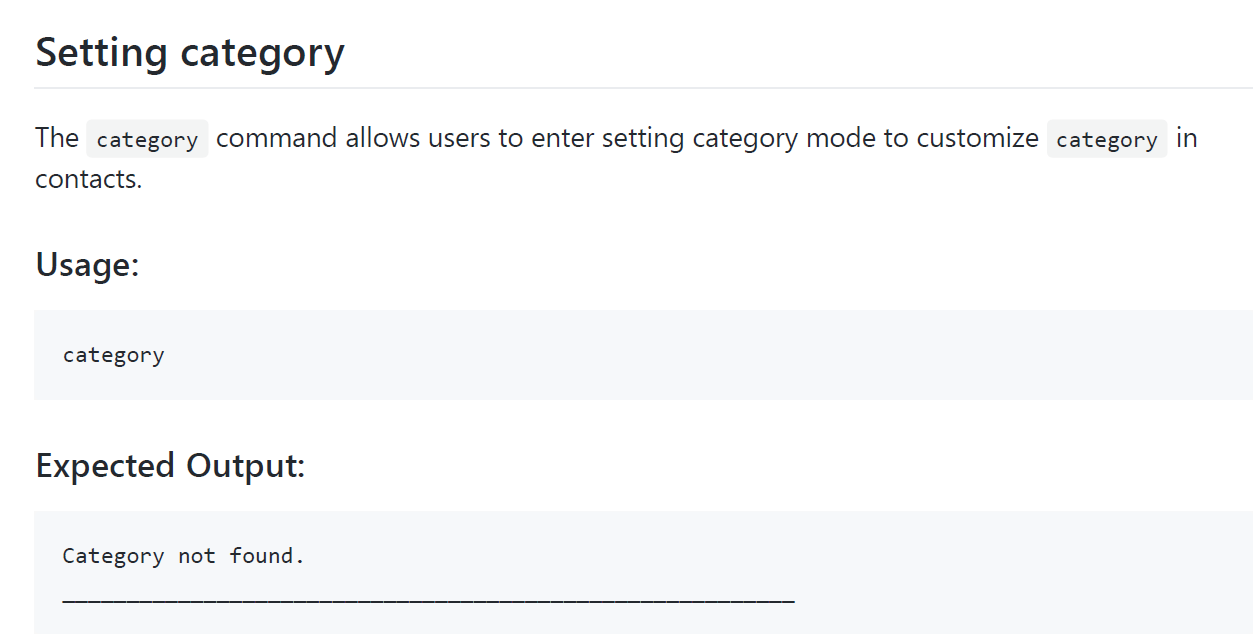 Setting category
The category command allows users to enter setting category mode to customize category in
contacts.
Usage:
category
Expected Output:
Category not found.
_________________________________________________________